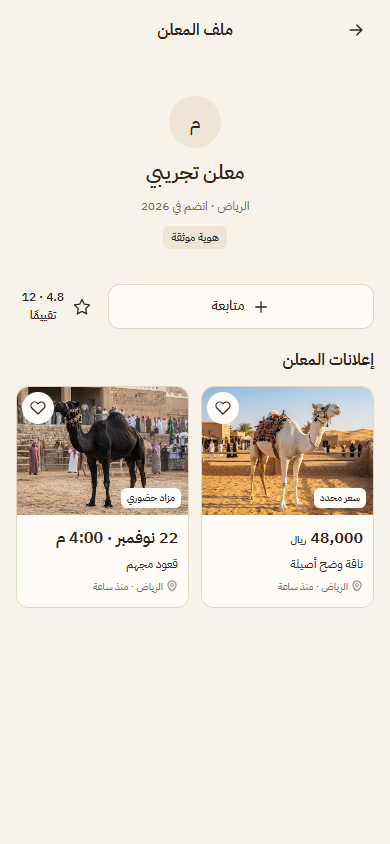 ملف المعلن
م
معلن تجريبي
الرياض · انضم في 2026
هوية موثقة
متابعة
4.8 · 12
تقييمًا
إعلانات المعلن
سعر محدد
48,000 ريال
ناقة وضح أصيلة
الرياض · منذ ساعة
مزاد حضوري
22 نوفمبر · 4:00 م
قعود مجهم
الرياض · منذ ساعة